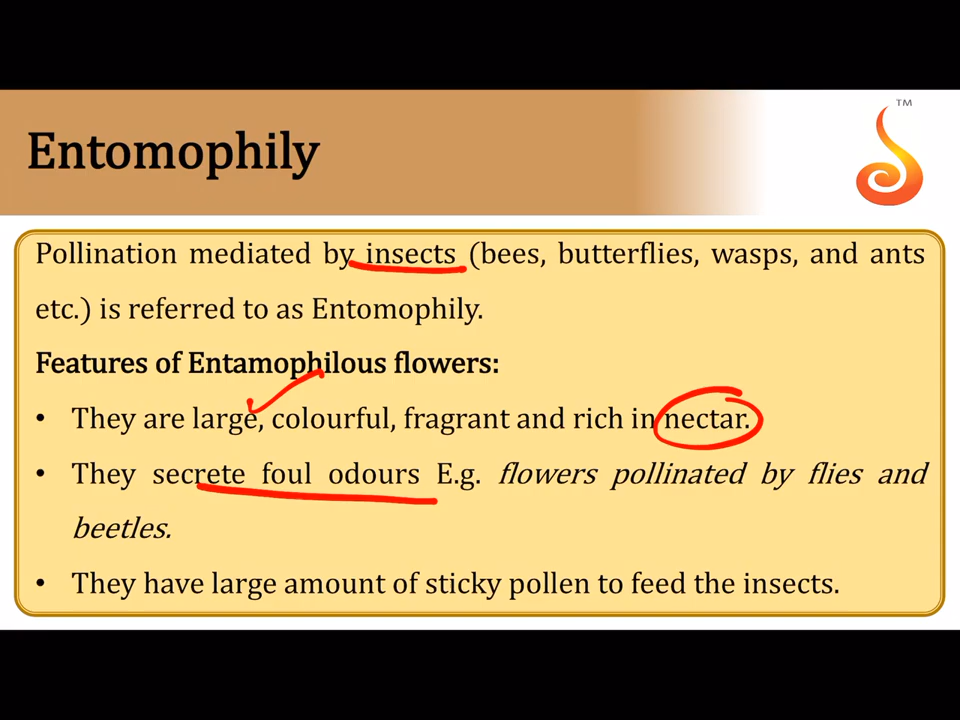 TM
Entomophily
Pollination mediated by insects (bees, butterflies, wasps, and ants
etc.) is referred to as Entomophily.
Features of Entamophilous flowers:
• They are large, colourful, fragrant and rich in nectar.
• They secrete foul odours E.g. flowers pollinated by flies and
beetles.
• They have large amount of sticky pollen to feed the insects.